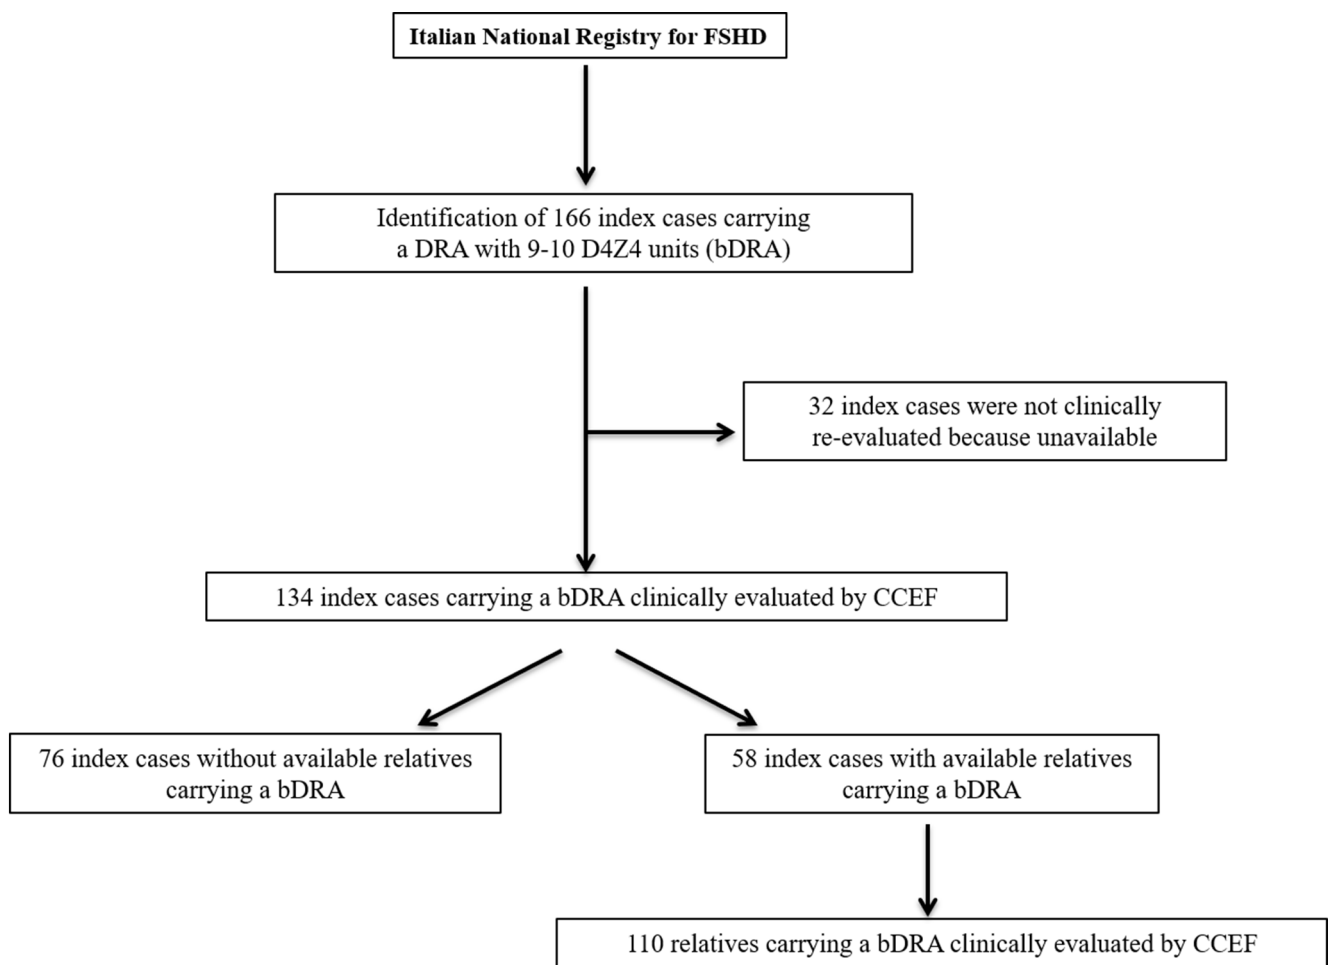 Italian National Registry for FSHD
Identification of 166 index cases carrying
a DRA with 9-10 D4Z4 units (bDRA)
32 index cases were not clinically
re-evaluated because unavailable
134 index cases carrying a bDRA clinically evaluated by CCEF
76 index cases without available relatives
carrying a bDRA
58 index cases with available relatives
carrying a bDRA
110 relatives carrying a bDRA clinically evaluated by CCEF